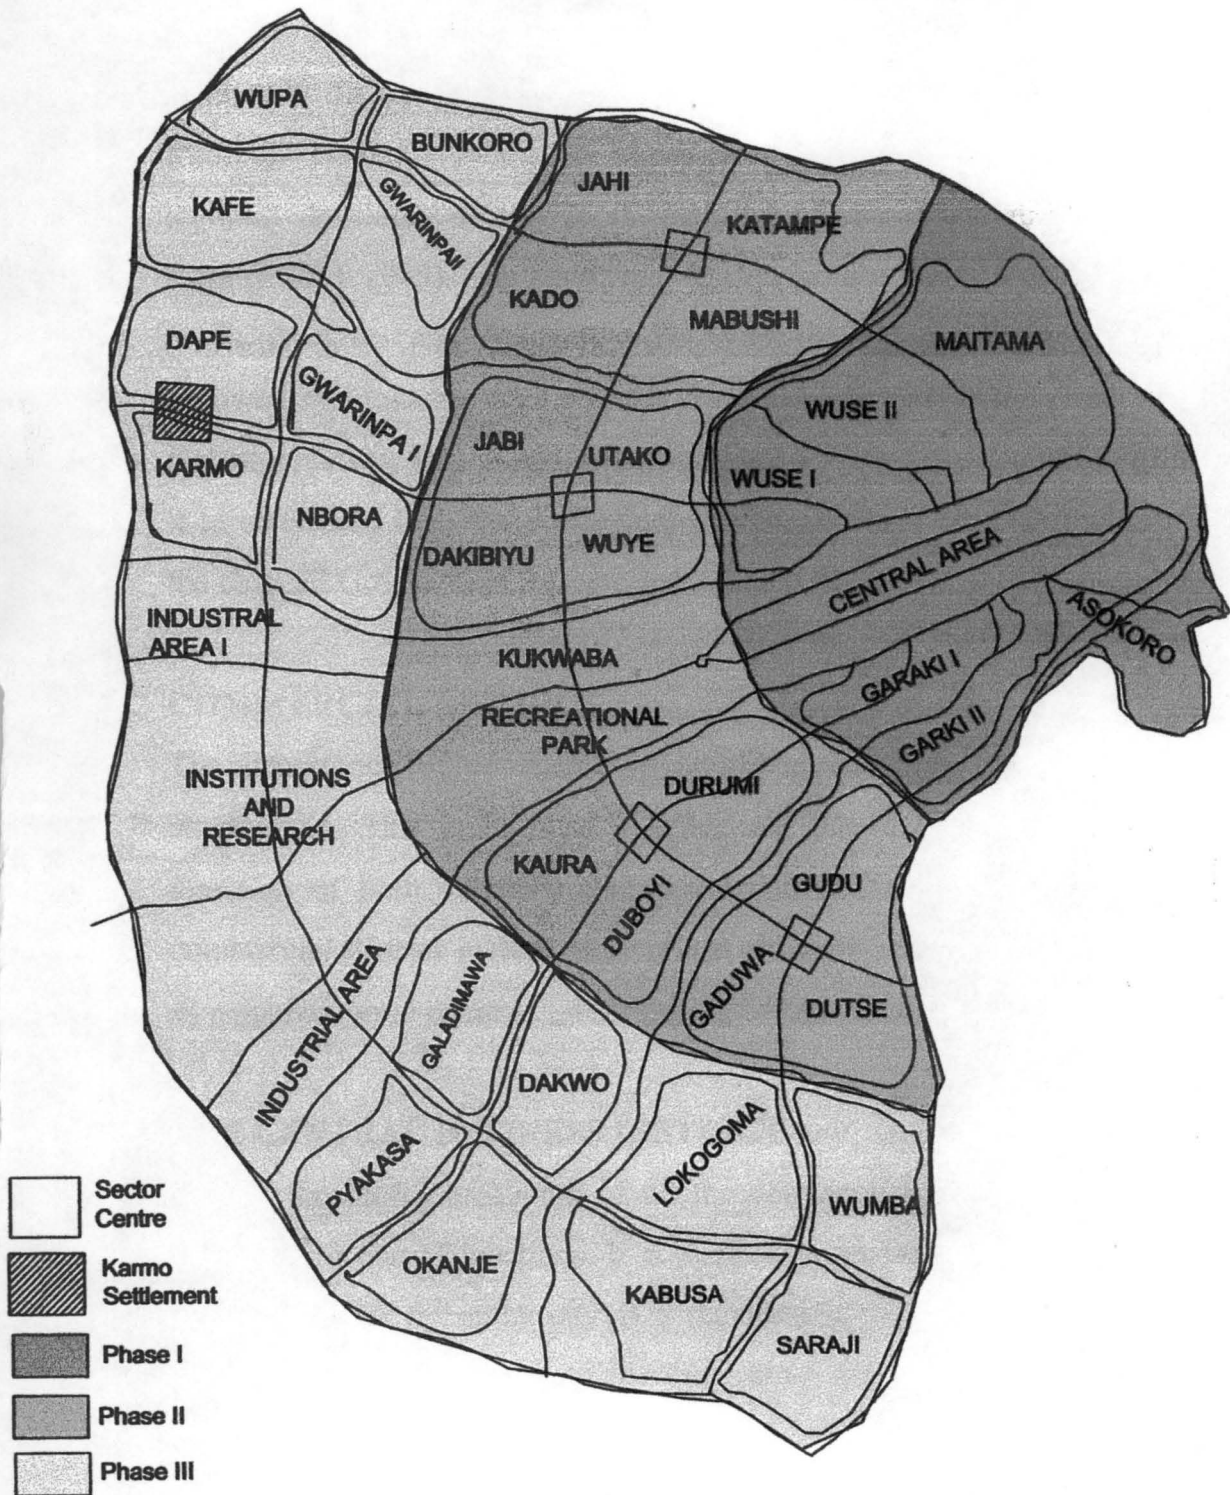 WUPA
BUNKORO
JAHI
KAFE
GWARINPAII
KATAMPE
KADO
MABUSHI
DAPE
MAITAMA
GWARINPA I
WUSE II
JABI
UTAKO
KARMO
WUSE I
NBORA
DAKIBIYU
WUYE
CENTRAL AREA
INDUSTRAL
AREA I
ASOKORO
KUKWABA
GARAKI I
RECREATIONAL
PARK
GARKI II
INSTITUTIONS
AND
RESEARCH
DURUMI
KAURA
GUDU
DUBOYI
INDUSTRIAL AREA
GALADIMAWA
GADUWA
DUTSE
DAKWO
LOKOGOMA
PYAKASA
WUMBA
OKANJE
KABUSA
SARAJI
Sector
Centre
Karmo
Settlement
Phase I
Phase II
Phase III